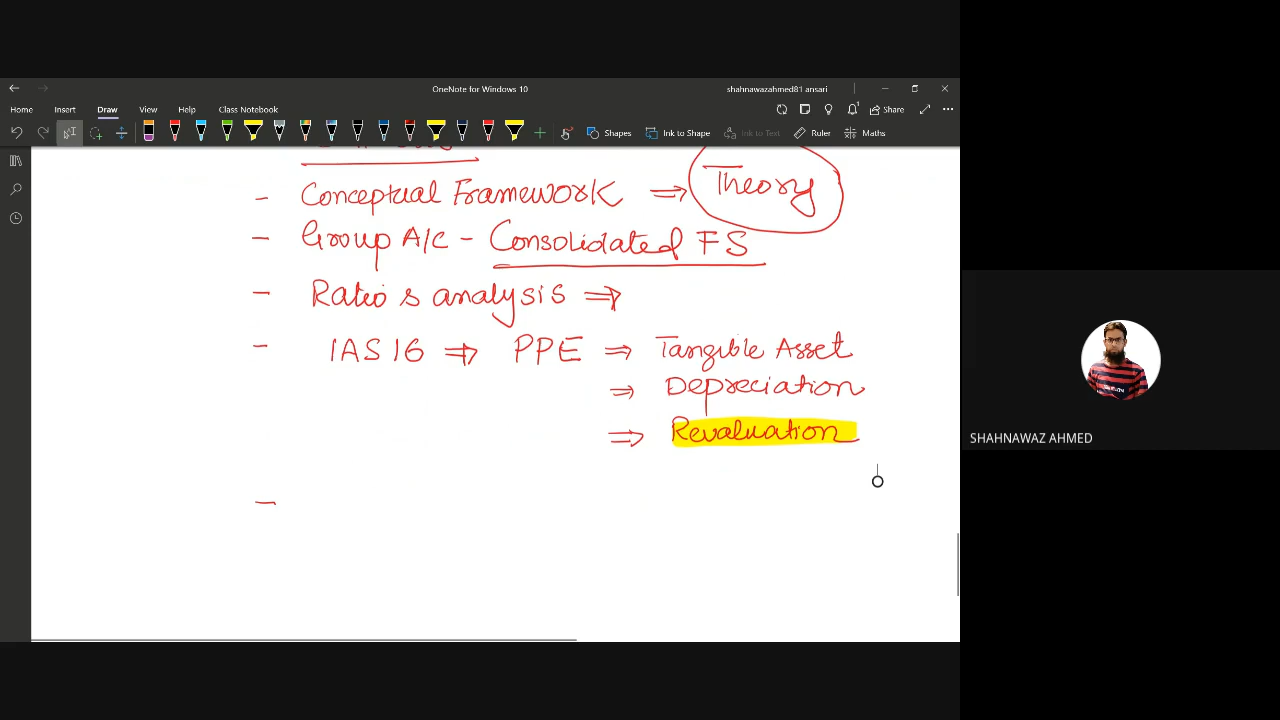 OneNote for Windows 10
shahnawazahmed81 ansari
Home Insert Draw View Help Class Notebook Share
Shapes Ink to Shape Ink to Text Ruler Maths
- Conceptual Framework ⇒ Theory
- Group A/C - Consolidated FS
- Ratio s analysis ⇒
- IAS 16 ⇒ PPE ⇒ Tangible Asset
⇒ Depreciation
⇒ Revaluation
-
SHAHNAWAZ AHMED